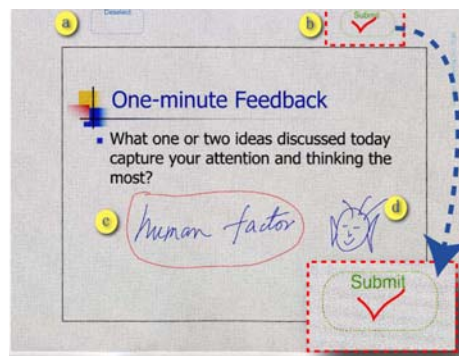 a
Deselect
b
Submit
One-minute Feedback
What one or two ideas discussed today
capture your attention and thinking the
most?
c
human factor
d
Submit